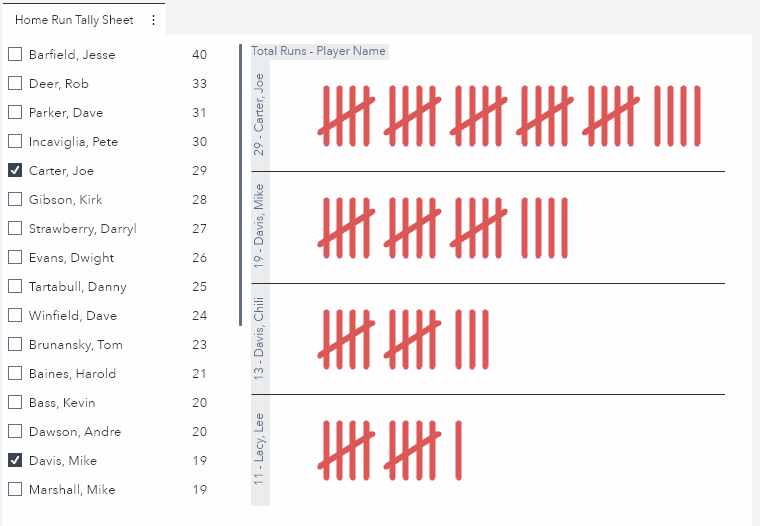 Home Run Tally Sheet
Barfield, Jesse 40
Deer, Rob 33
Parker, Dave 31
Incaviglia, Pete 30
Carter, Joe 29
Gibson, Kirk 28
Strawberry, Darryl 27
Evans, Dwight 26
Tartabull, Danny 25
Winfield, Dave 24
Brunansky, Tom 23
Baines, Harold 21
Bass, Kevin 20
Dawson, Andre 20
Davis, Mike 19
Marshall, Mike 19
Total Runs - Player Name
29 - Carter, Joe
19 - Davis, Mike
13 - Davis, Chili
11 - Lacy, Lee